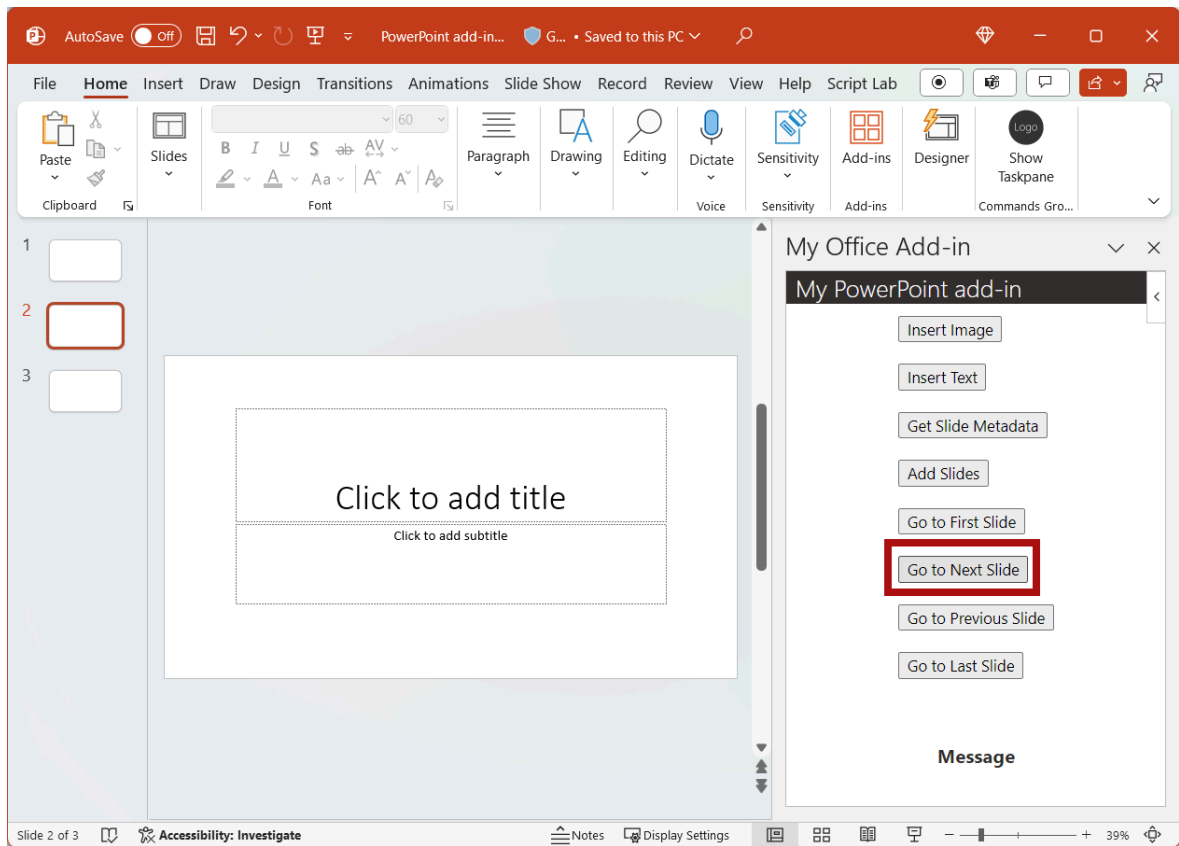 AutoSave Off PowerPoint add-in... G... • Saved to this PC
File Home Insert Draw Design Transitions Animations Slide Show Record Review View Help Script Lab
60
B I U S ab AV
A Aa A A A
Paste Slides Paragraph Drawing Editing Dictate Sensitivity Add-ins Designer Logo Show Taskpane
Clipboard Font Voice Sensitivity Add-ins Commands Gro...
1
2
3
Click to add title
Click to add subtitle
My Office Add-in
My PowerPoint add-in
Insert Image
Insert Text
Get Slide Metadata
Add Slides
Go to First Slide
Go to Next Slide
Go to Previous Slide
Go to Last Slide
Message
Slide 2 of 3 Accessibility: Investigate Notes Display Settings 39%